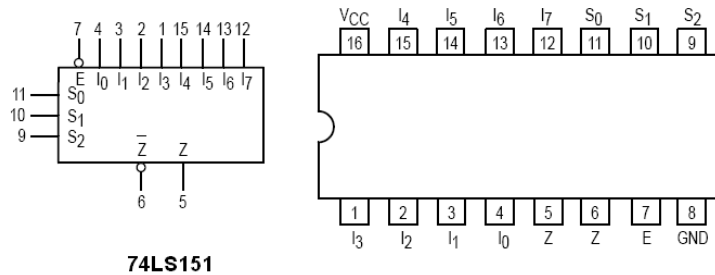 7 4 3 2 1 15 14 13 12
E I₀ I₁ I₂ I₃ I₄ I₅ I₆ I₇
11 S₀
10 S₁
9 S₂
Z̅ Z
6 5
74LS151
V_CC I₄ I₅ I₆ I₇ S₀ S₁ S₂
16 15 14 13 12 11 10 9
1 2 3 4 5 6 7 8
I₃ I₂ I₁ I₀ Z Z E GND